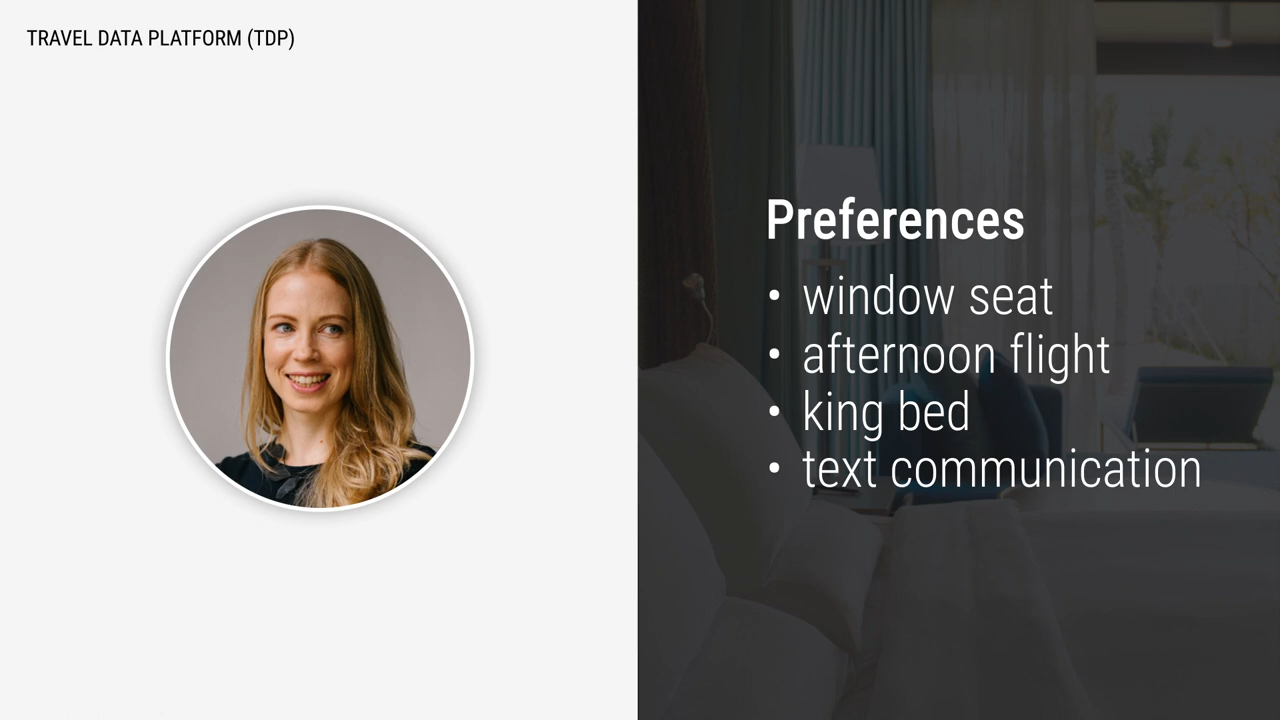 TRAVEL DATA PLATFORM (TDP)
Preferences
• window seat
• afternoon flight
• king bed
• text communication